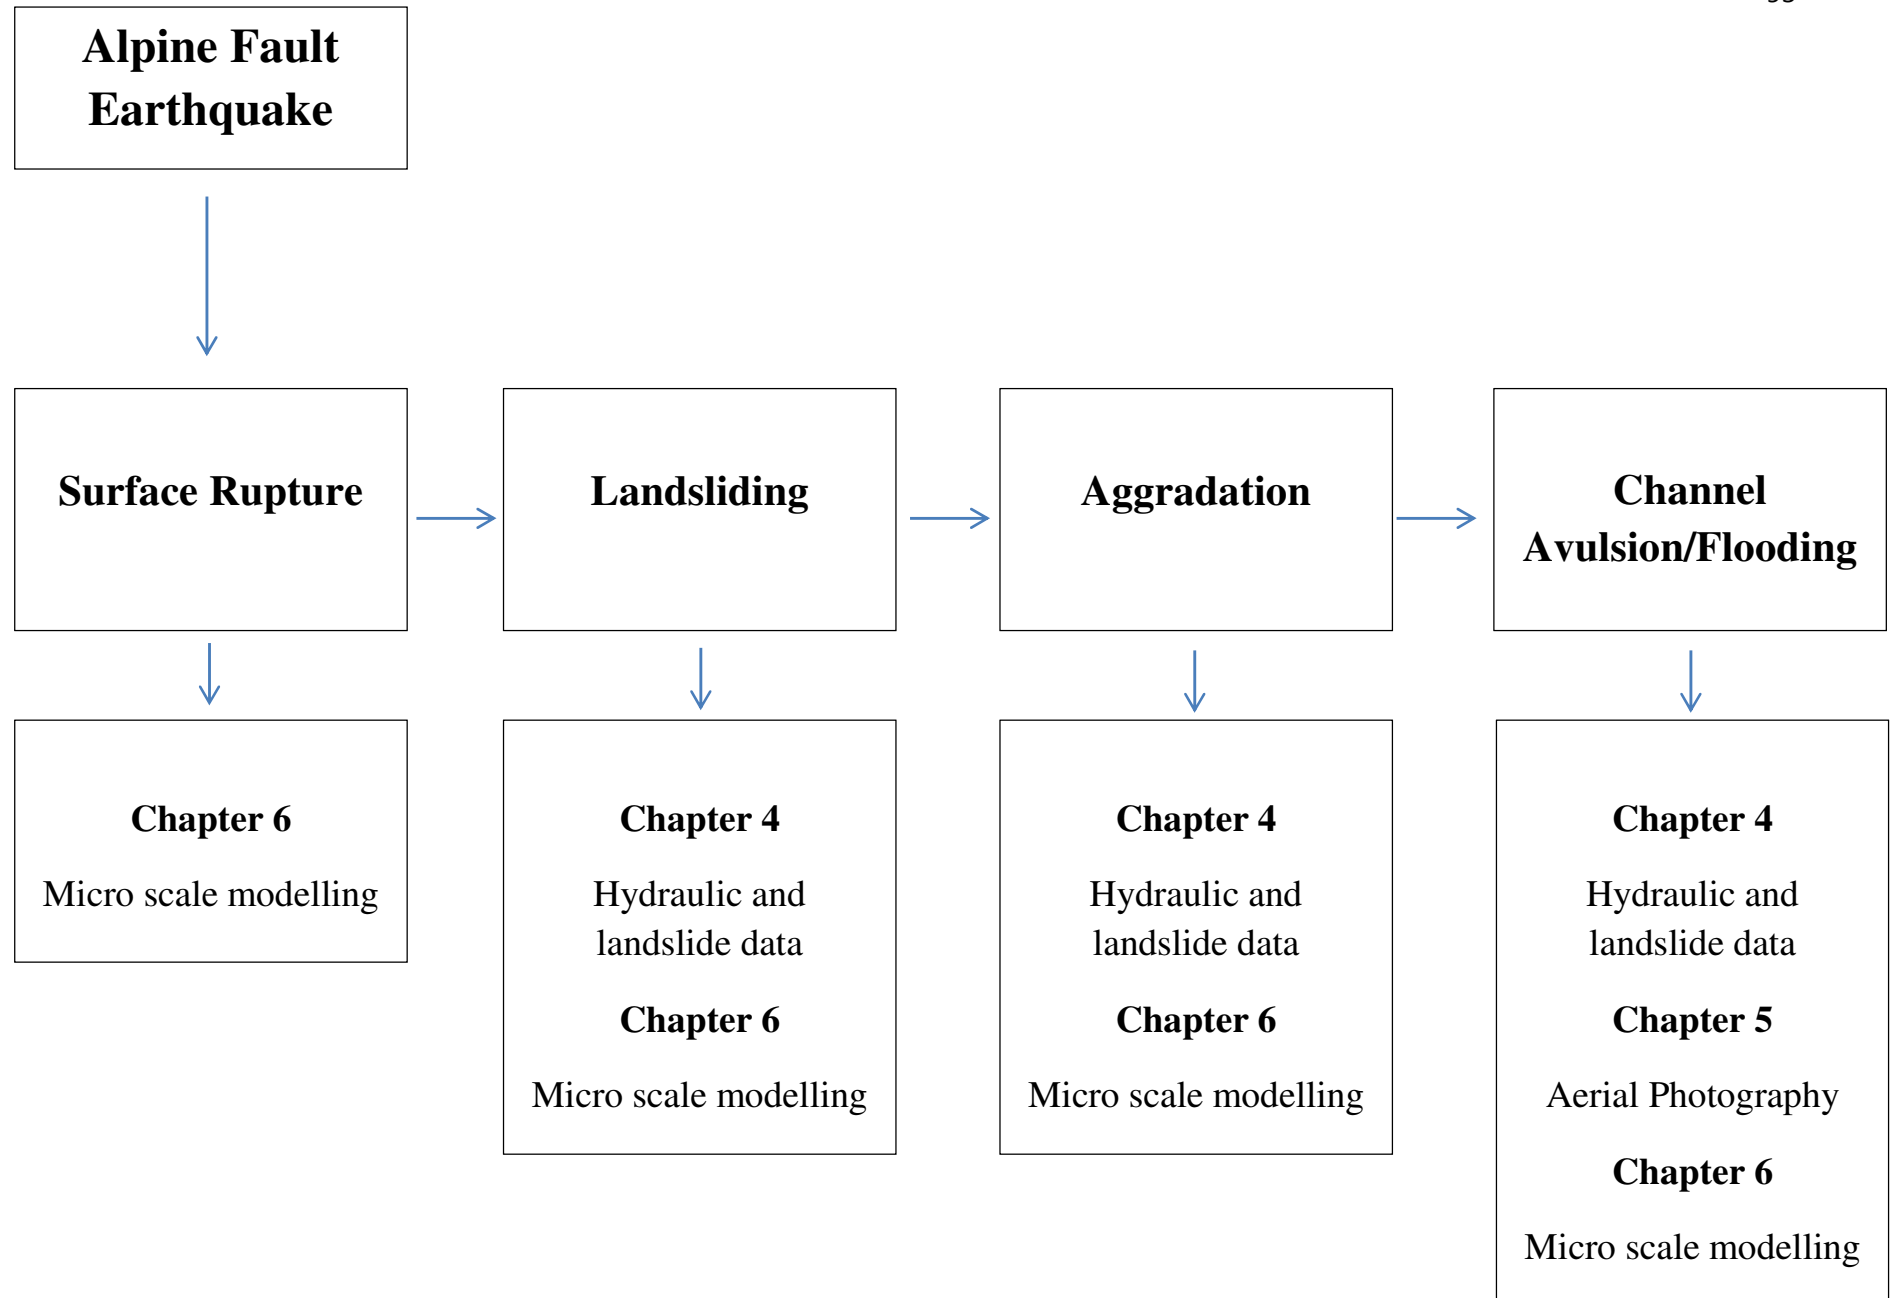 Alpine Fault
Earthquake
Surface Rupture
Landsliding
Aggradation
Channel
Avulsion/Flooding
Chapter 6
Micro scale modelling
Chapter 4
Hydraulic and
landslide data
Chapter 6
Micro scale modelling
Chapter 4
Hydraulic and
landslide data
Chapter 6
Micro scale modelling
Chapter 4
Hydraulic and
landslide data
Chapter 5
Aerial Photography
Chapter 6
Micro scale modelling